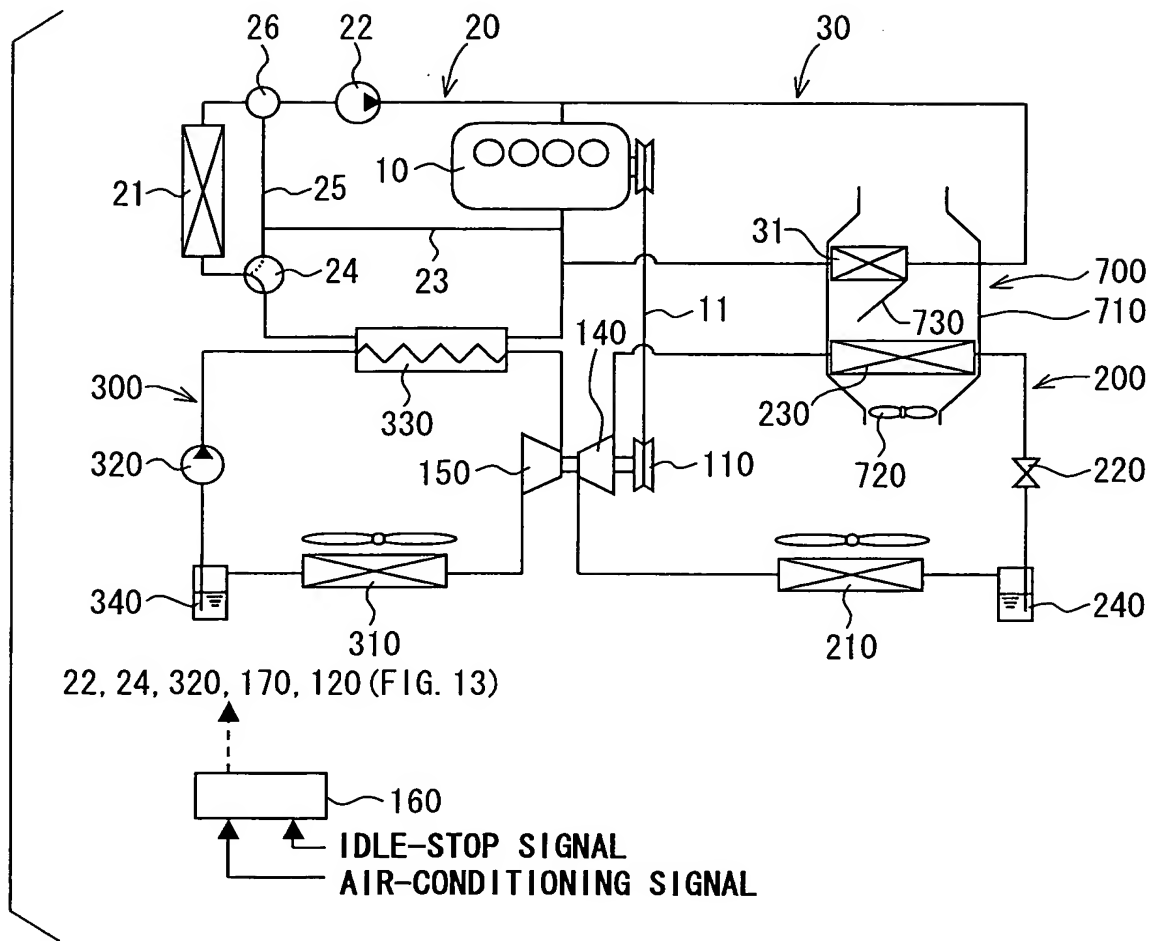 26 22 20 30
10
21 25 31
24 23 700
11 730 710
140
300 330 230 200
320 150 110 720 220
340 310 210 240
22, 24, 320, 170, 120 (FIG. 13)
160
IDLE-STOP SIGNAL
AIR-CONDITIONING SIGNAL